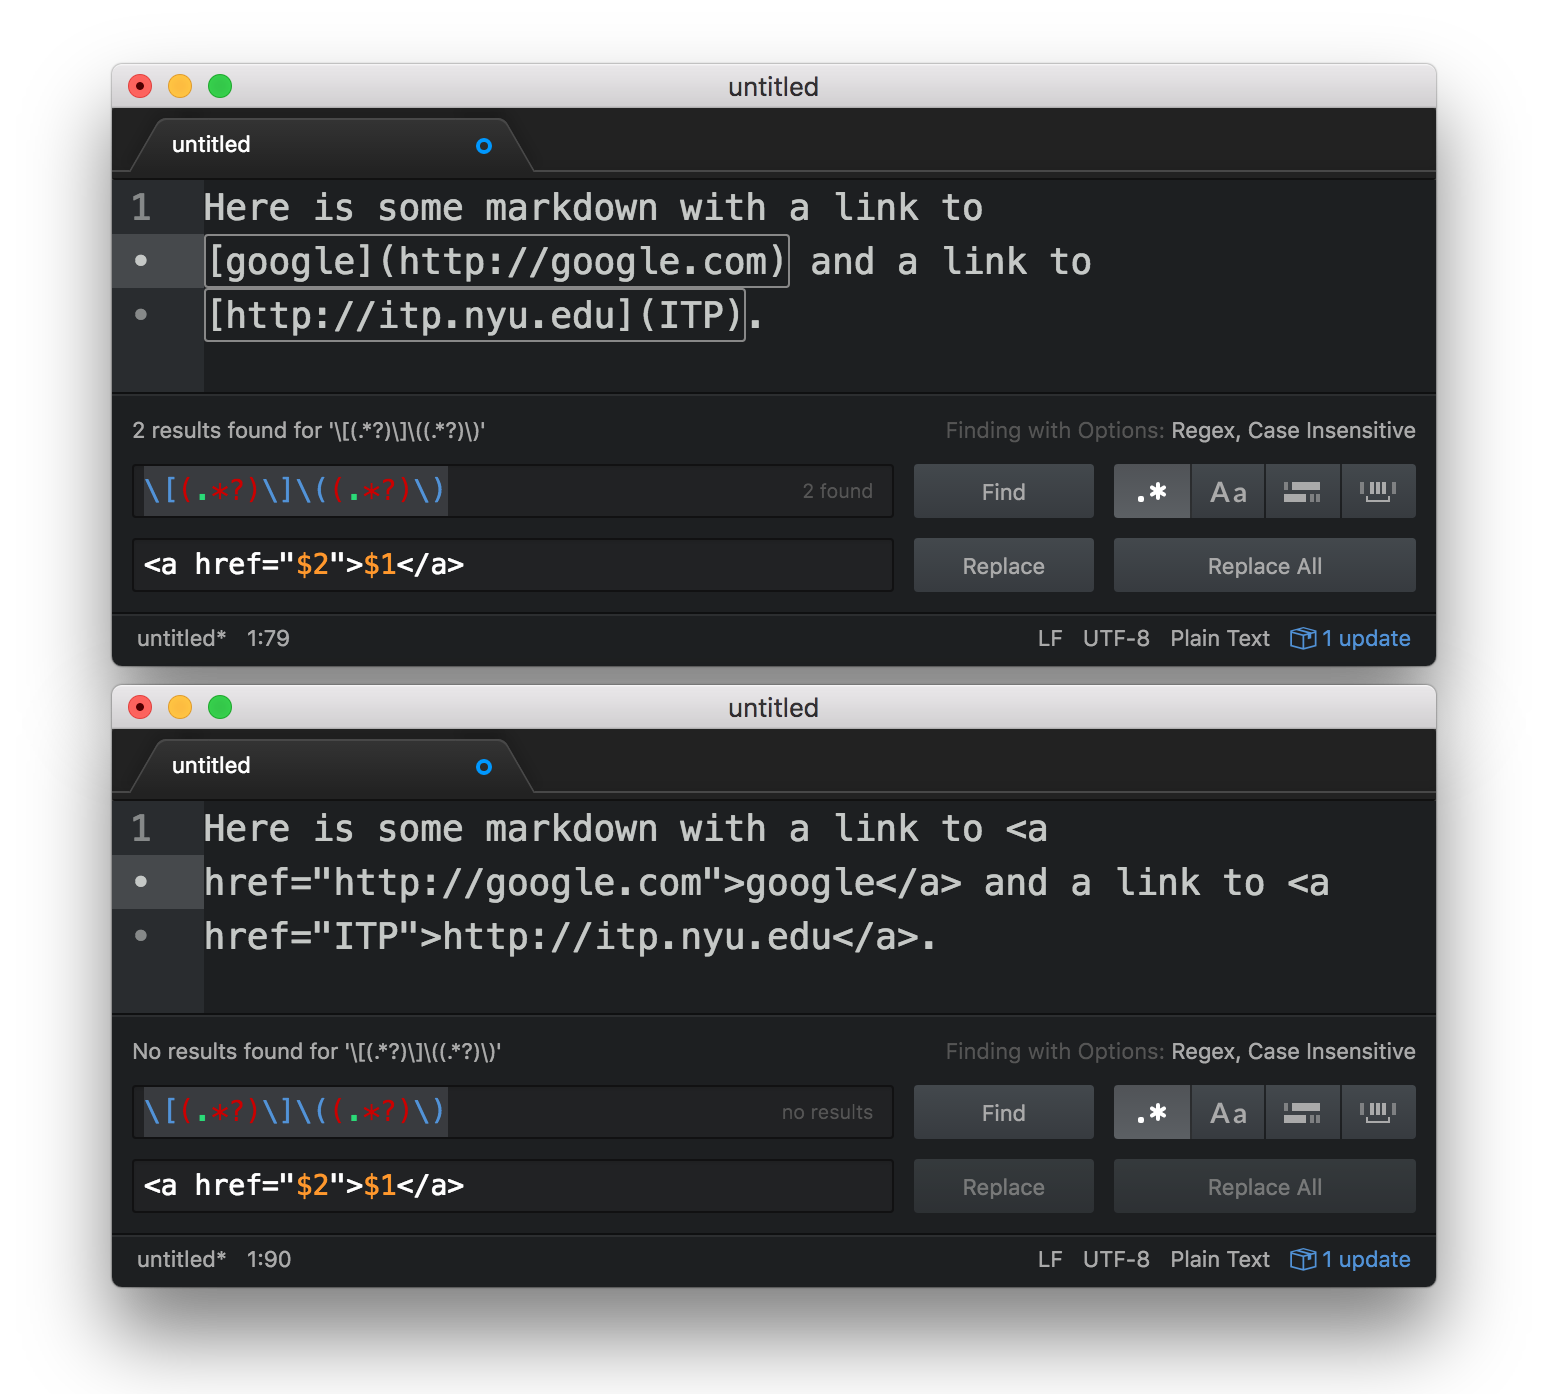 untitled
untitled
1 Here is some markdown with a link to
• [google](http://google.com) and a link to
• [http://itp.nyu.edu](ITP).
2 results found for '\[(.*?)\]\((.*?)\)' Finding with Options: Regex, Case Insensitive
\[(.*?)\]\((.*?)\) 2 found Find .* Aa
<a href="$2">$1</a> Replace Replace All
untitled* 1:79 LF UTF-8 Plain Text 1 update
untitled
untitled
1 Here is some markdown with a link to <a
• href="http://google.com">google</a> and a link to <a
• href="ITP">http://itp.nyu.edu</a>.
No results found for '\[(.*?)\]\((.*?)\)' Finding with Options: Regex, Case Insensitive
\[(.*?)\]\((.*?)\) no results Find .* Aa
<a href="$2">$1</a> Replace Replace All
untitled* 1:90 LF UTF-8 Plain Text 1 update